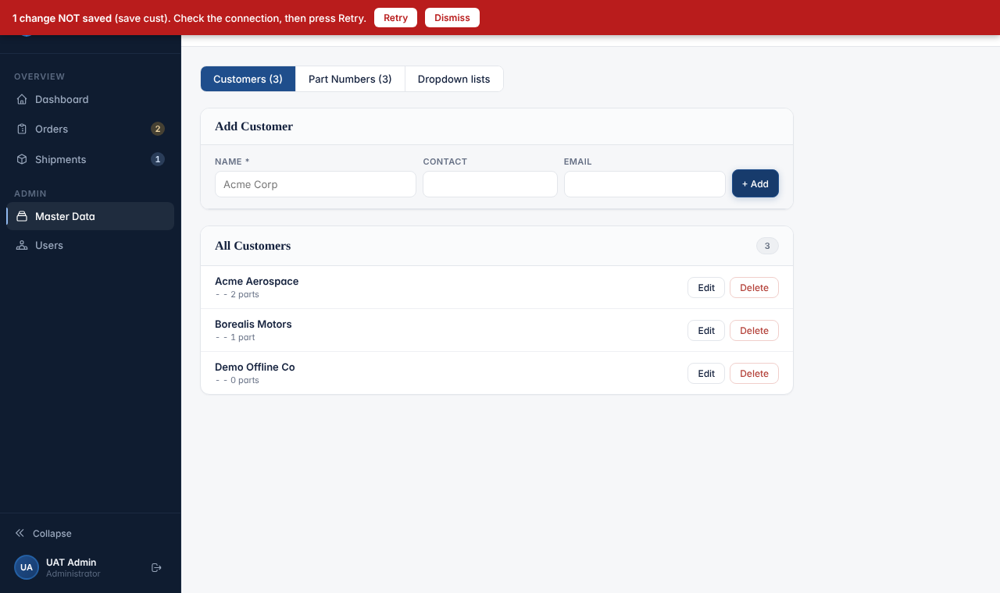 1 change NOT saved (save cust). Check the connection, then press Retry. Retry Dismiss
OVERVIEW
Dashboard
Orders 2
Shipments 1
ADMIN
Master Data
Users
Collapse
UA
UAT Admin
Administrator
Customers (3) Part Numbers (3) Dropdown lists
Add Customer
NAME * CONTACT EMAIL
Acme Corp + Add
All Customers 3
Acme Aerospace
- - 2 parts
Edit Delete
Borealis Motors
- - 1 part
Edit Delete
Demo Offline Co
- - 0 parts
Edit Delete